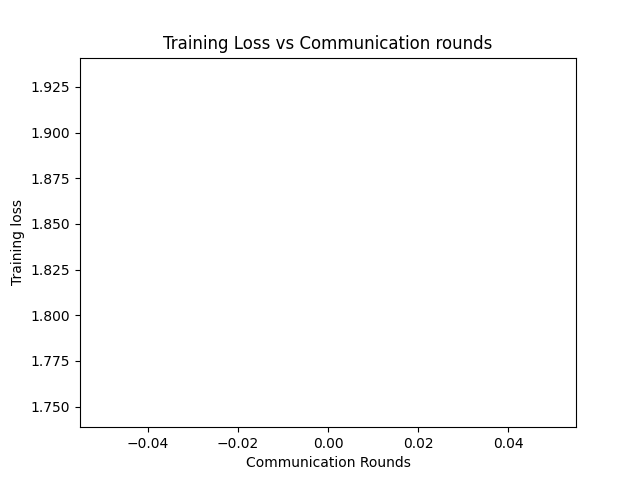 Training Loss vs Communication rounds
1.925
1.900
1.875
1.850
1.825
1.800
1.775
1.750
Training loss
−0.04 −0.02 0.00 0.02 0.04
Communication Rounds